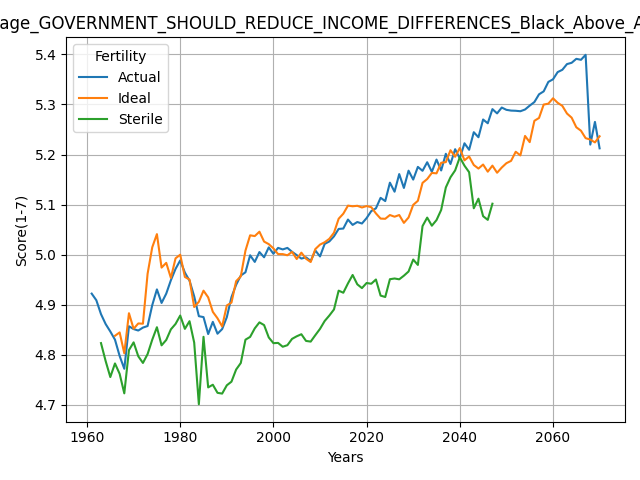 age_GOVERNMENT_SHOULD_REDUCE_INCOME_DIFFERENCES_Black_Above_A
Fertility
Actual
Ideal
Sterile
Score(1-7)
5.4
5.3
5.2
5.1
5.0
4.9
4.8
4.7
1960 1980 2000 2020 2040 2060
Years